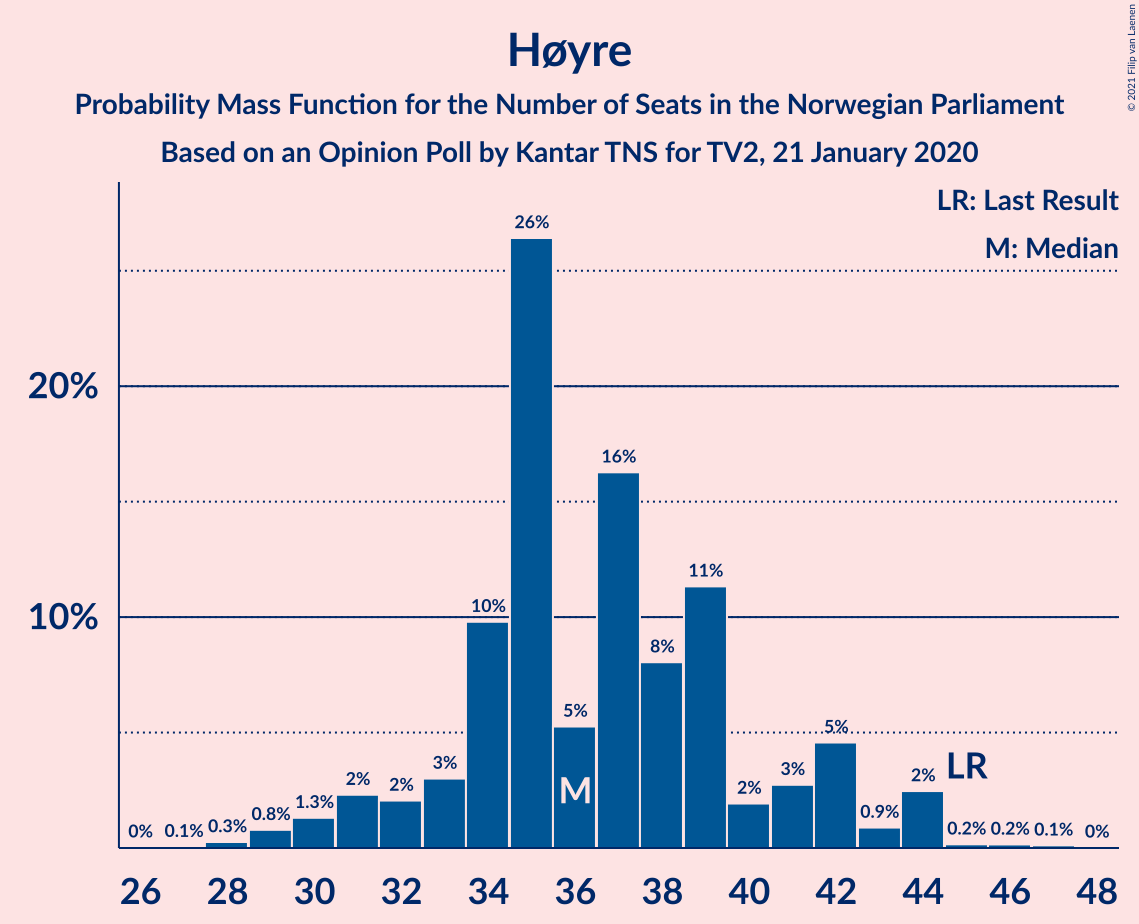 © 2021 Filip van Laenen
Høyre
Probability Mass Function for the Number of Seats in the Norwegian Parliament
Based on an Opinion Poll by Kantar TNS for TV2, 21 January 2020
LR: Last Result
M: Median
20%
10%
0% 0.1% 0.3% 0.8% 1.3% 2% 2% 3% 10% 26% 5% 16% 8% 11% 2% 3% 5% 0.9% 2% 0.2% 0.2% 0.1% 0%
M
LR
26 28 30 32 34 36 38 40 42 44 46 48